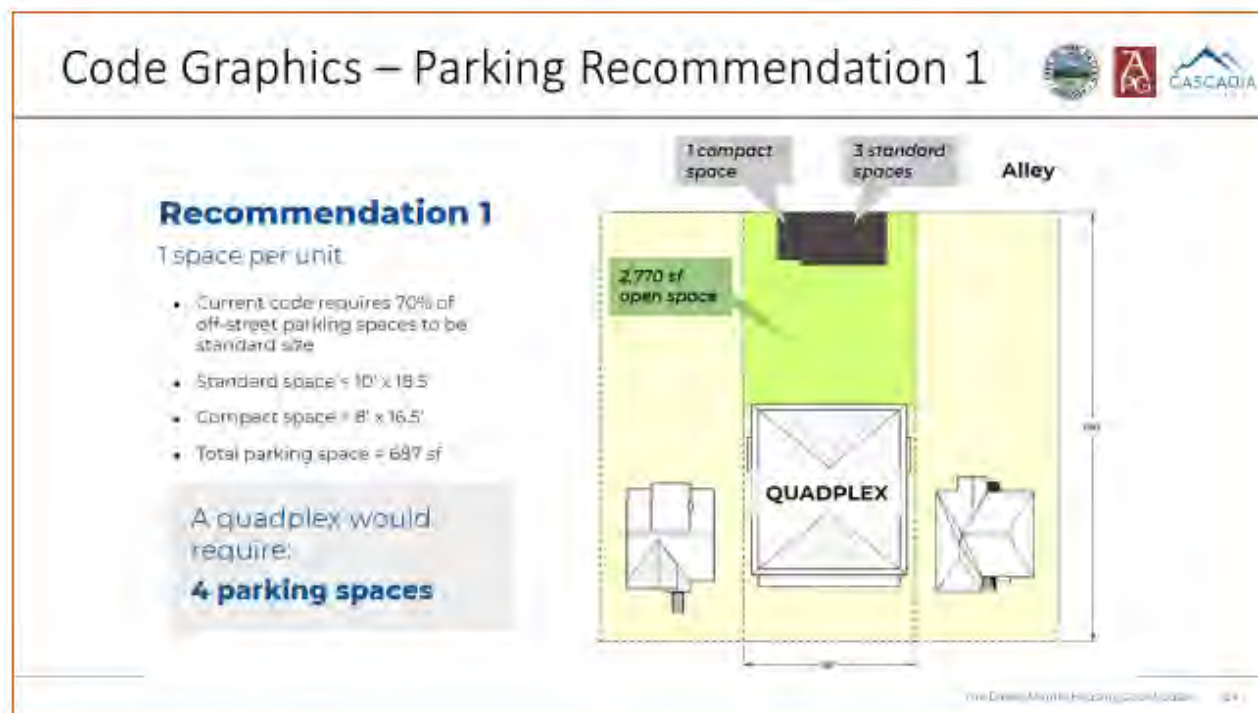 Code Graphics – Parking Recommendation 1
APG
CASCADIA
Recommendation 1
1 space per unit
• Current code requires 70% of
off-street parking spaces to be
standard size
• Standard space = 10' x 18.5'
• Compact space = 8' x 16.5'
• Total parking space = 687 sf
A quadplex would
require:
4 parking spaces
1 compact
space
3 standard
spaces
Alley
2,770 sf
open space
QUADPLEX